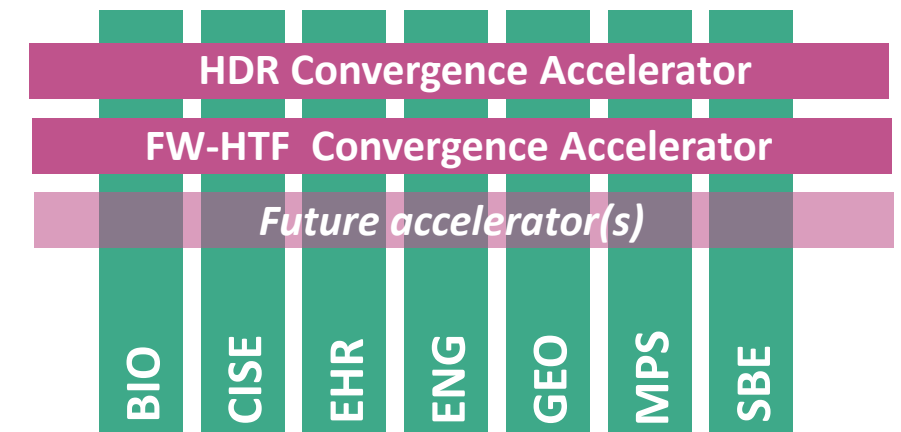 HDR Convergence Accelerator
FW-HTF Convergence Accelerator
Future accelerator(s)
BIO
CISE
EHR
ENG
GEO
MPS
SBE